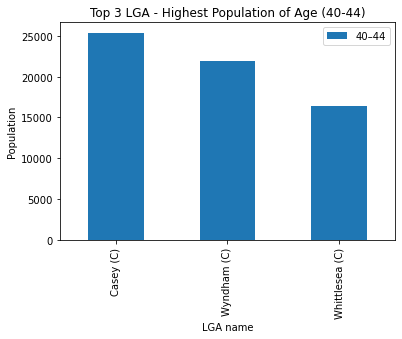 Top 3 LGA - Highest Population of Age (40-44)
40–44
25000
20000
15000
10000
5000
0
Population
Casey (C)
Wyndham (C)
Whittlesea (C)
LGA name